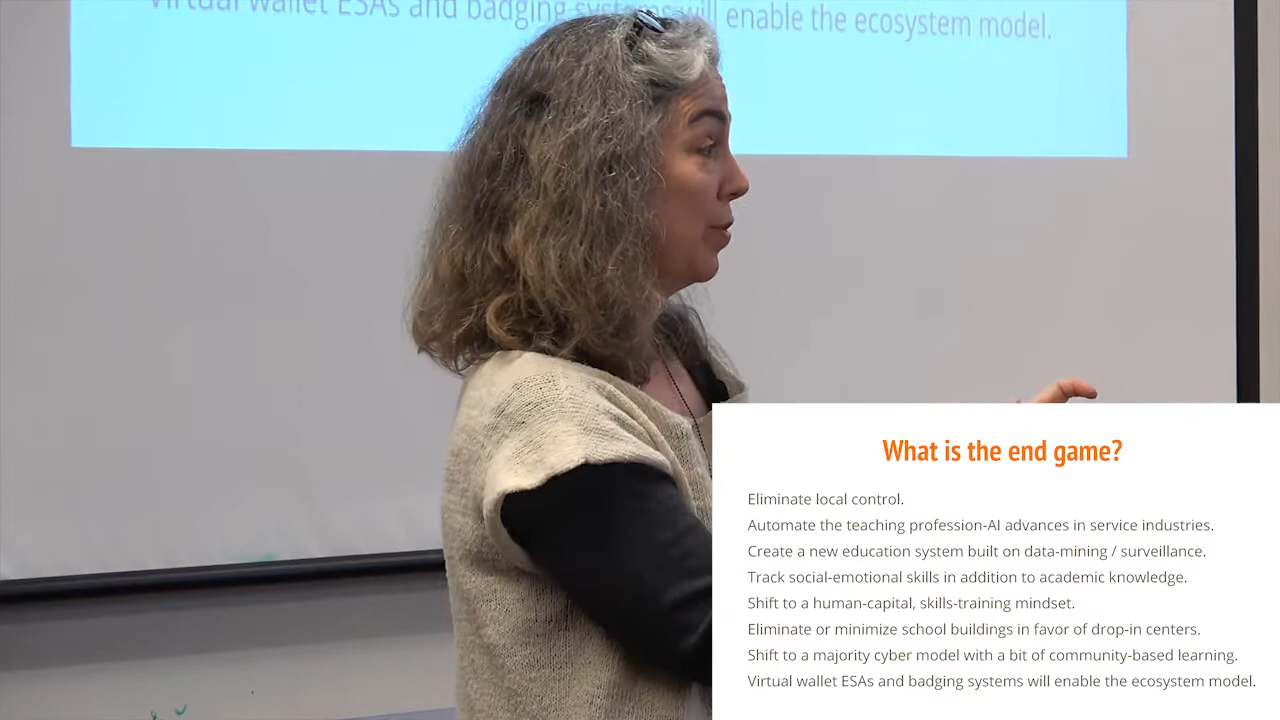 Virtual wallet ESAs and badging systems will enable the ecosystem model.
What is the end game?
Eliminate local control.
Automate the teaching profession-AI advances in service industries.
Create a new education system built on data-mining / surveillance.
Track social-emotional skills in addition to academic knowledge.
Shift to a human-capital, skills-training mindset.
Eliminate or minimize school buildings in favor of drop-in centers.
Shift to a majority cyber model with a bit of community-based learning.
Virtual wallet ESAs and badging systems will enable the ecosystem model.